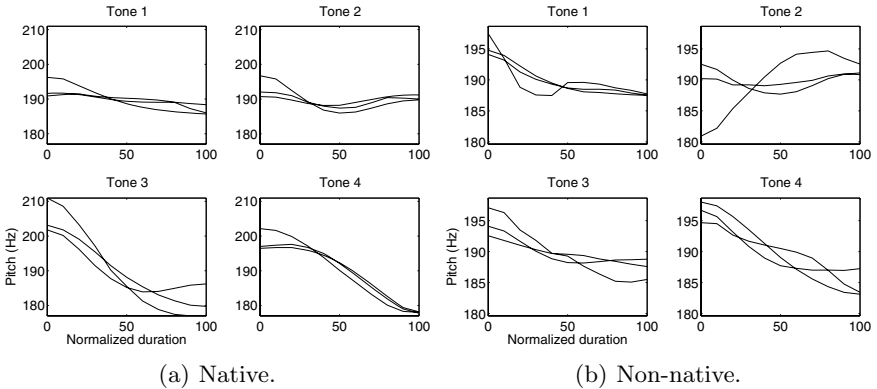 Tone 1 Tone 2 Tone 1 Tone 2
210 210
200 200 195 195
190 190 190 190
180 180 185 185
180 180
0 50 100 0 50 100 0 50 100 0 50 100
Tone 3 Tone 4 Tone 3 Tone 4
210 210
200 200 195 195
190 190 190 190
180 180 185 185
180 180
Pitch (Hz) Pitch (Hz)
0 50 100 0 50 100 0 50 100 0 50 100
Normalized duration Normalized duration
(a) Native. (b) Non-native.